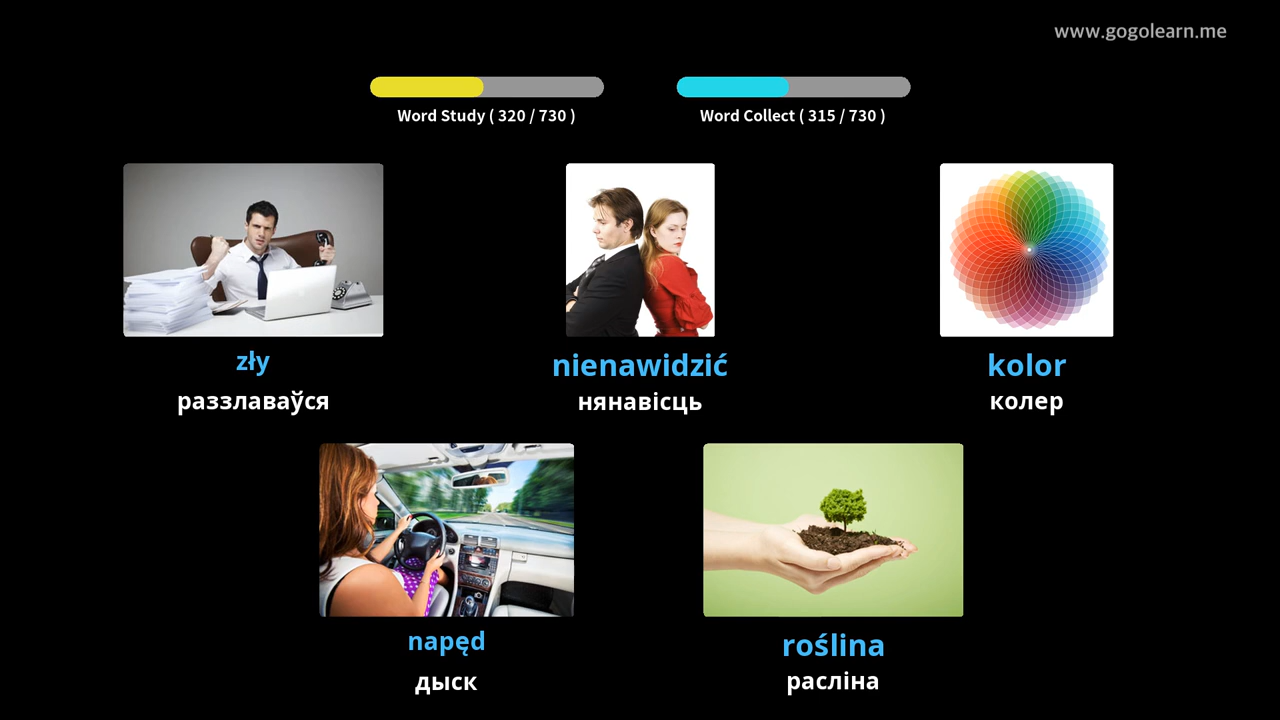 www.gogolearn.me
Word Study ( 320 / 730 )
Word Collect ( 315 / 730 )
zły
раззлаваўся
nienawidzić
нянавісць
kolor
колер
napęd
дыск
roślina
расліна